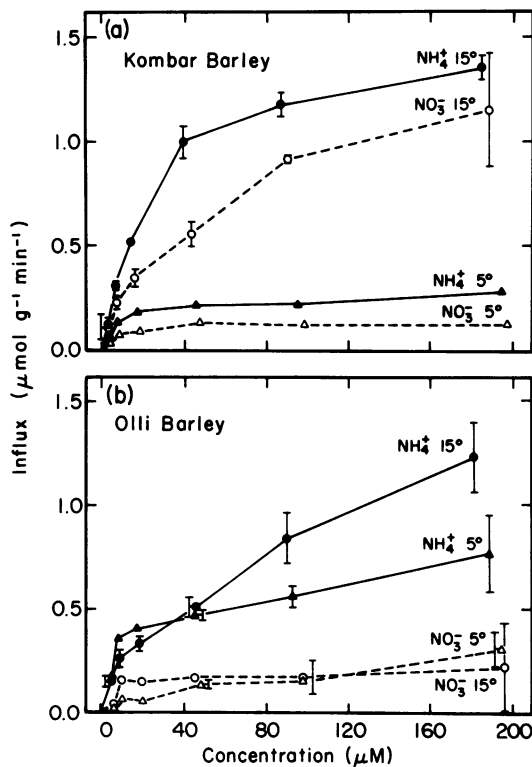 (a)
Kombar Barley
NH₄⁺ 15°
NO₃⁻ 15°
NH₄⁺ 5°
NO₃⁻ 5°
1.5
1.0
0.5
0.0
Influx (μmol g⁻¹ min⁻¹)
(b)
Olli Barley
NH₄⁺ 15°
NH₄⁺ 5°
NO₃⁻ 5°
NO₃⁻ 15°
1.5
1.0
0.5
0.0
0 40 80 120 160 200
Concentration (μM)